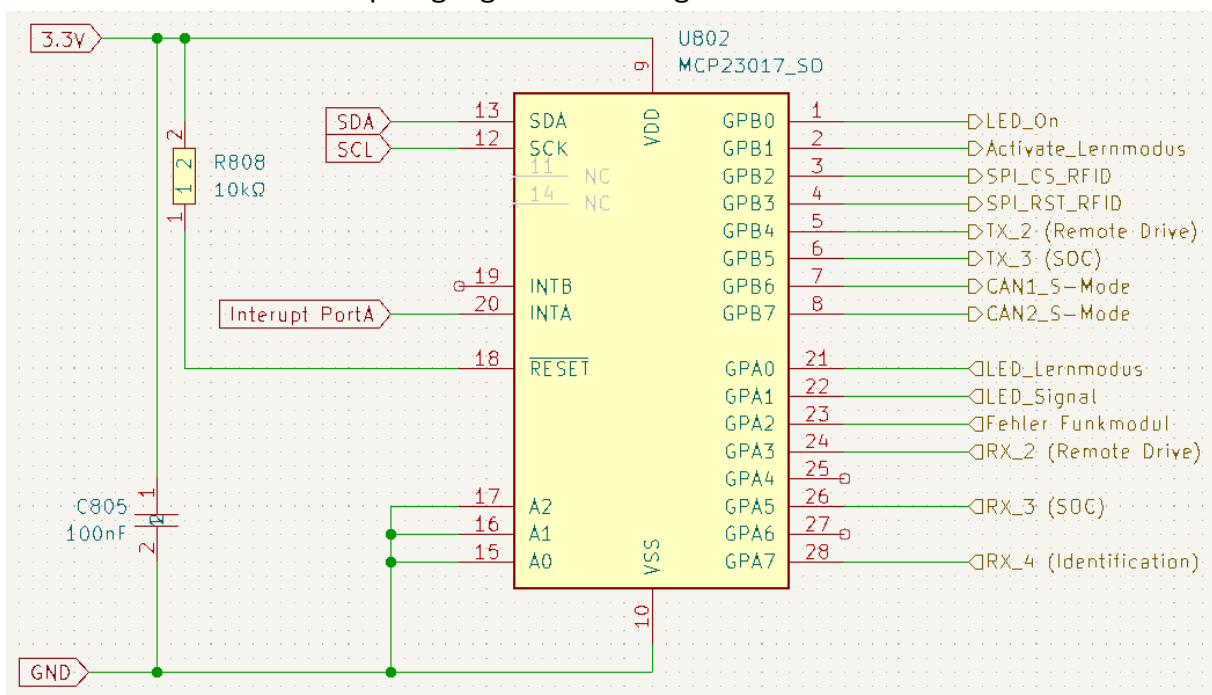 3.3V
U802
MCP23017_SO
9
VDD
SDA 13 SDA
SCL 12 SCK
11 NC
14 NC
19 INTB
Interupt PortA 20 INTA
18 RESET
17 A2
16 A1
15 A0
VSS
10
GPB0 1 LED_On
GPB1 2 Activate_Lernmodus
GPB2 3 SPI_CS_RFID
GPB3 4 SPI_RST_RFID
GPB4 5 TX_2 (Remote Drive)
GPB5 6 TX_3 (SOC)
GPB6 7 CAN1_S-Mode
GPB7 8 CAN2_S-Mode
GPA0 21 LED_Lernmodus
GPA1 22 LED_Signal
GPA2 23 Fehler Funkmodul
GPA3 24 RX_2 (Remote Drive)
GPA4 25
GPA5 26 RX_3 (SOC)
GPA6 27
GPA7 28 RX_4 (Identification)
2
1 2
R808
10kΩ
1
1
C805
100nF
2
GND